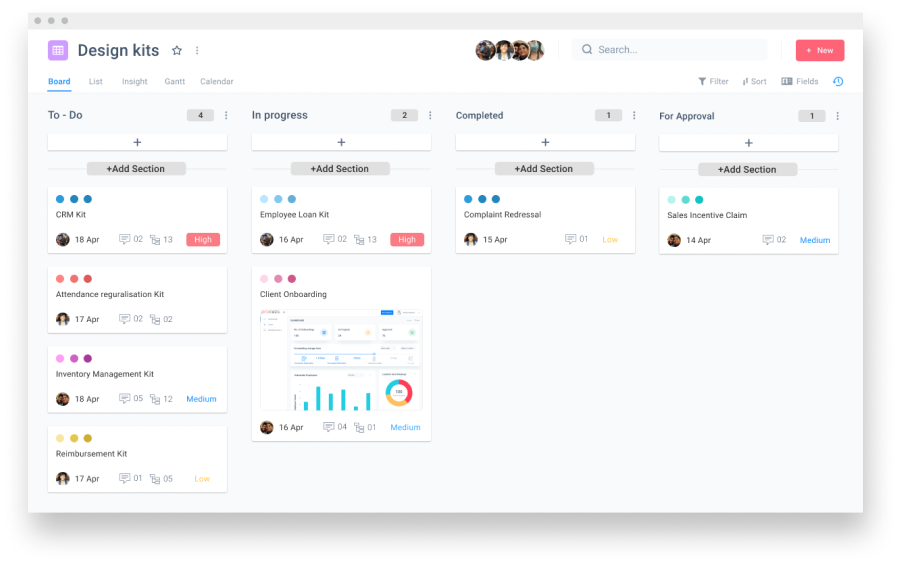 Design kits
Search...
+ New
Board List Insight Gantt Calendar
Filter Sort Fields
To - Do 4
+
+Add Section
CRM Kit
18 Apr 02 13 High
Attendance reguralisation Kit
17 Apr 02 02
Inventory Management Kit
18 Apr 05 12 Medium
Reimbursement Kit
17 Apr 01 05 Low
In progress 2
+
+Add Section
Employee Loan Kit
16 Apr 02 13 High
Client Onboarding
16 Apr 04 01 Medium
Completed 1
+
+Add Section
Complaint Redressal
15 Apr 01 Low
For Approval 1
+
+Add Section
Sales Incentive Claim
14 Apr 02 Medium